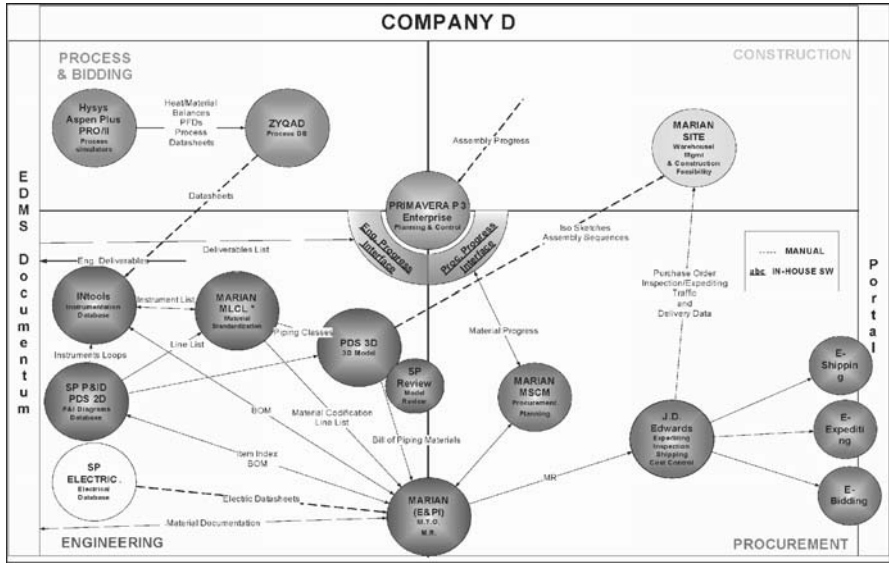 COMPANY D
PROCESS
& BIDDING
CONSTRUCTION
Hysys
Aspen Plus
PRO/II
Process
simulators
Heat/Material
Balances
PFDs
Process
Datasheets
ZYQAD
Process DB
Assembly Progress
MARIAN
SITE
Warehouse
Mgmt
& Construction
Feasibility
EDMS Documentum
Datasheets
PRIMAVERA P3
Enterprise
Planning & Control
Eng. Progress
Interface
Proc. Progress
Interface
Iso Sketches
Assembly Sequences
Deliverables List
Eng. Deliverables
---- MANUAL
abc IN-HOUSE SW
Portal
INtools
Instrumentation
Database
Instrument List
MARIAN
MLCL *
Material
Standardization
Piping Classes
Purchase Order
Inspection/Expediting
Traffic
and
Delivery Data
Line List
Instruments Loops
PDS 3D
3D Model
Material Progress
SP
Review
Model
Review
E-
Shippin
g
SP P&ID
PDS 2D
P&I Diagrams
Database
MARIAN
MSCM
Procurement
Planning
BOM
Material Codification
Line List
J.D.
Edwards
Expediting
Inspection
Shipping
Cost Control
E-
Expediti
ng
Bill of Piping Materials
Item Index
BOM
SP
ELECTRIC.
Electrical
Database
Electric Datasheets
MR
E-
Bidding
MARIAN
(E&PI)
M.T.O.
M.R.
Material Documentation
ENGINEERING
PROCUREMENT